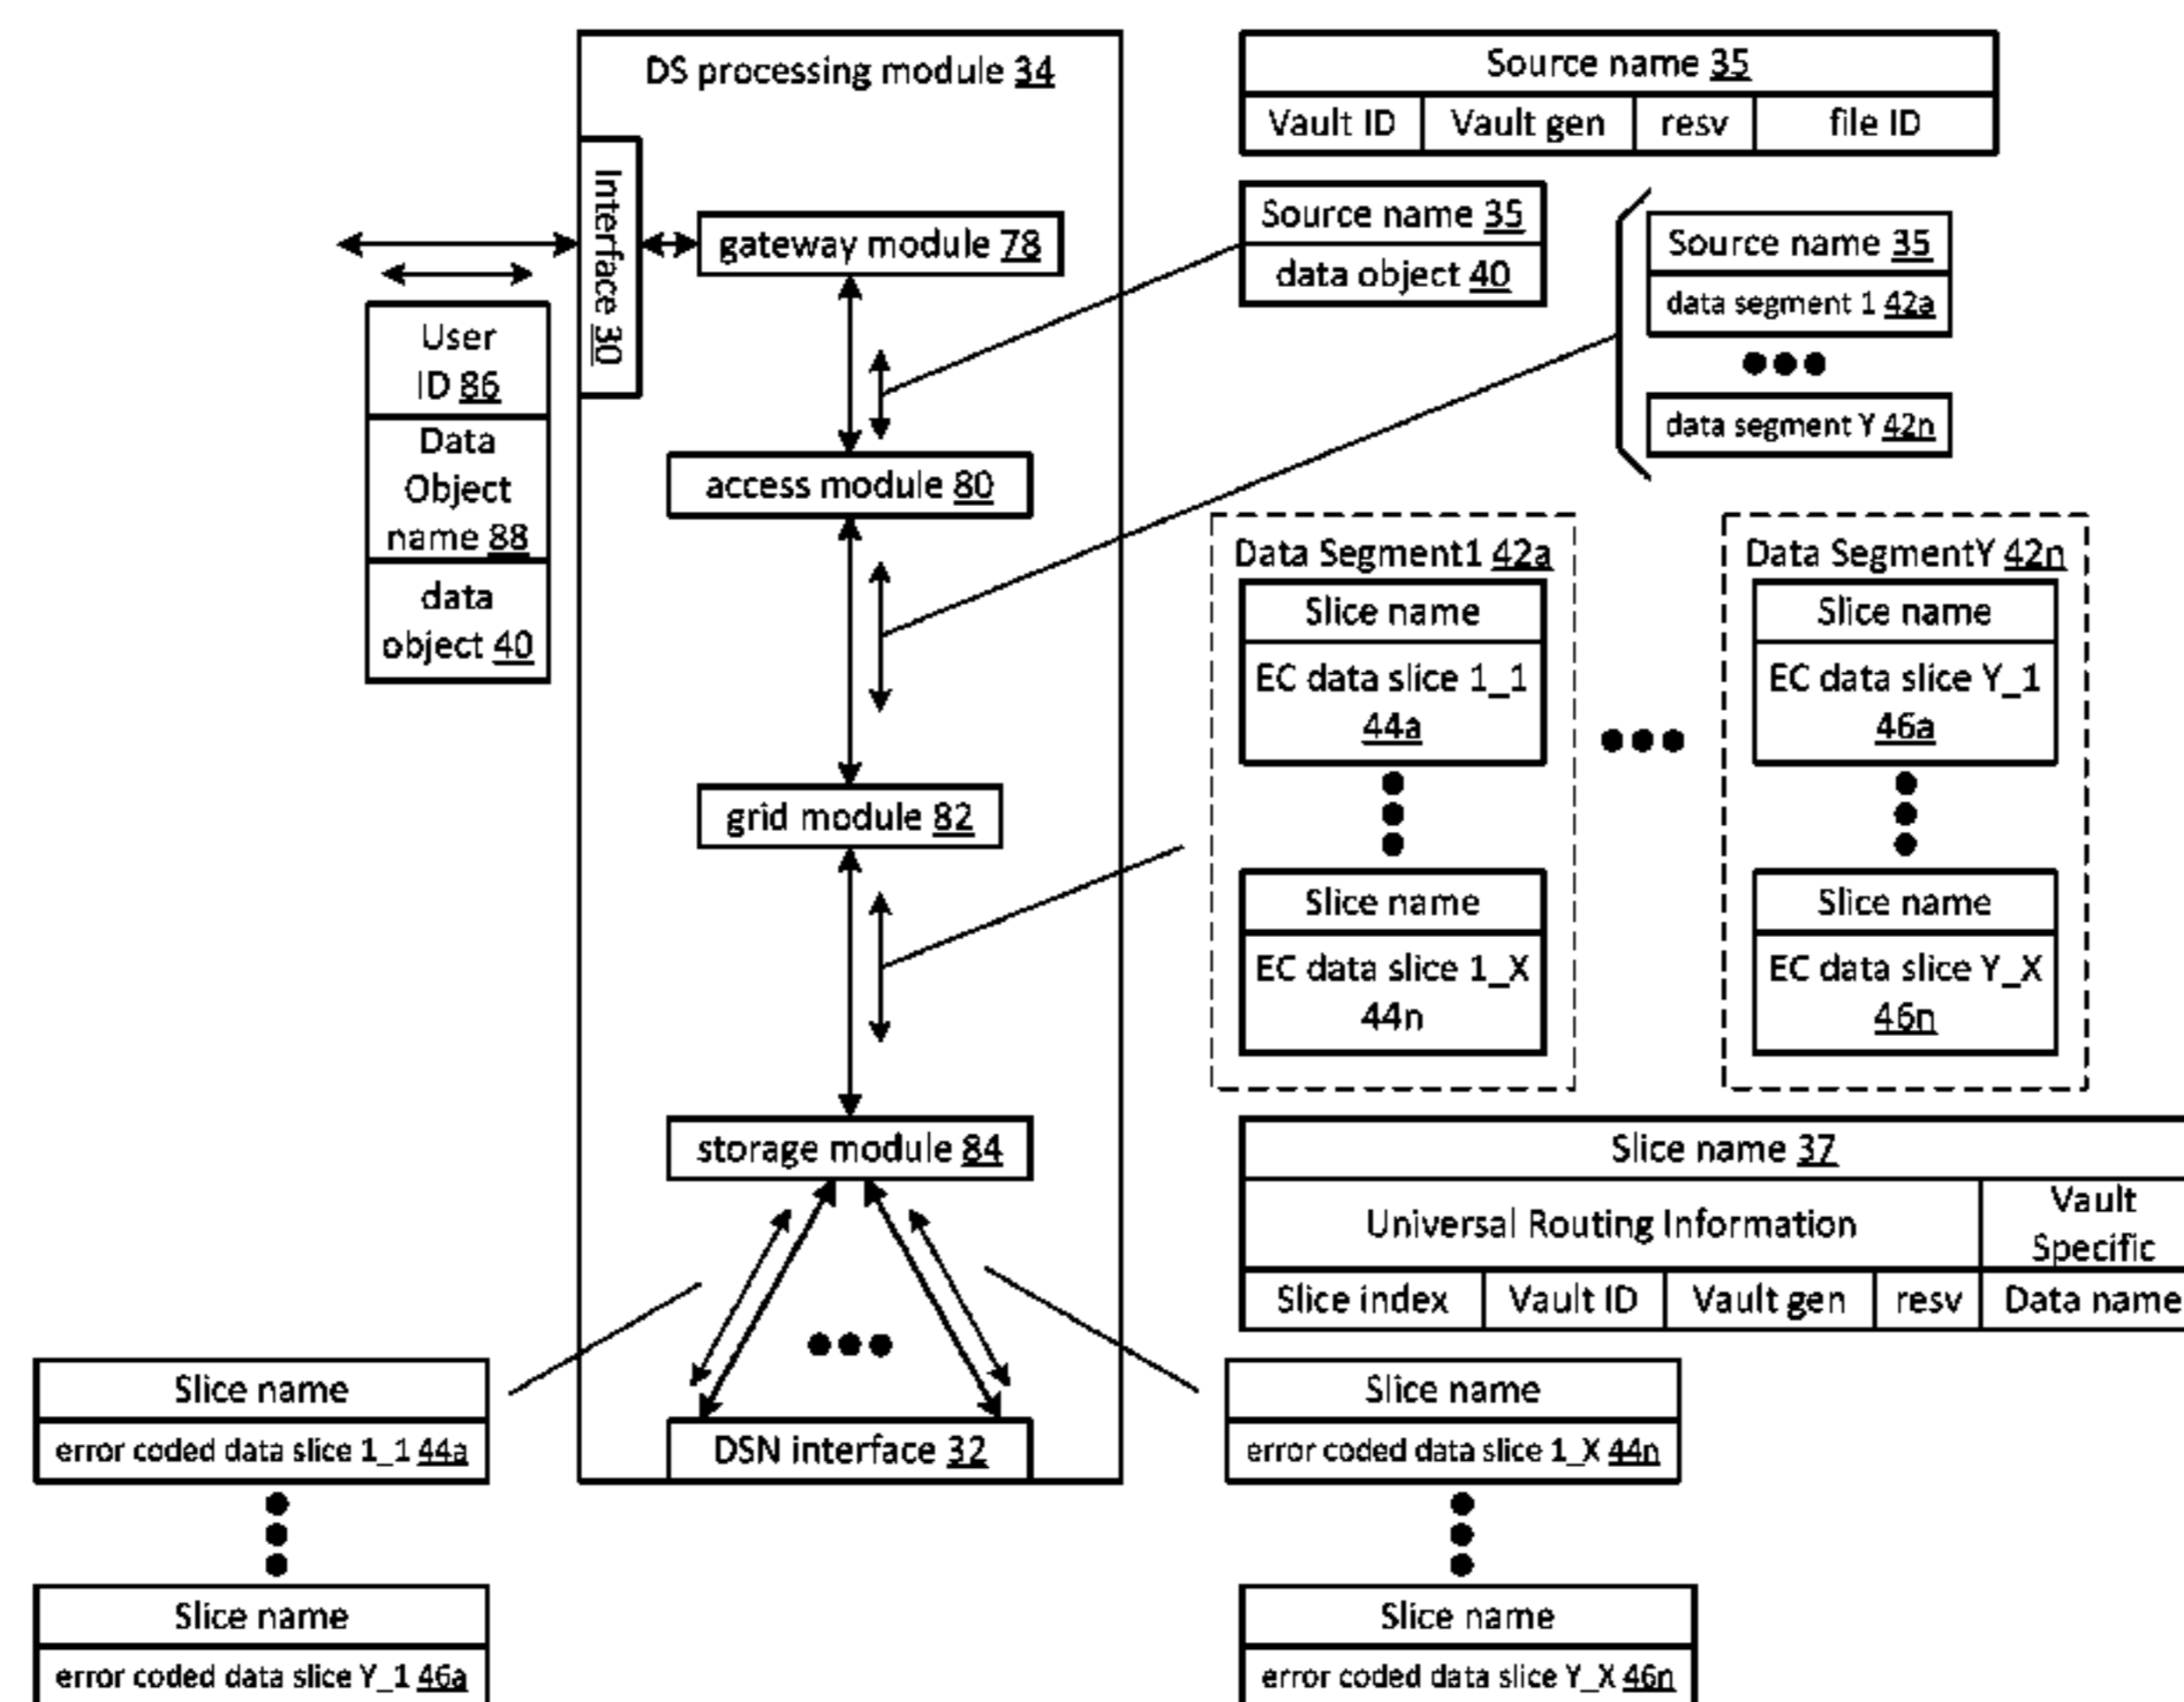 DS processing module 34
Interface 30
gateway module 78
access module 80
grid module 82
storage module 84
DSN interface 32
User
ID 86
Data
Object
name 88
data
object 40
Source name 35
Vault ID
Vault gen
resv
file ID
Source name 35
data object 40
Source name 35
data segment 1 42a
data segment Y 42n
Data Segment1 42a
Slice name
EC data slice 1_1
44a
Slice name
EC data slice 1_X
44n
Data SegmentY 42n
Slice name
EC data slice Y_1
46a
Slice name
EC data slice Y_X
46n
Slice name 37
Universal Routing Information
Vault
Specific
Slice index
Vault ID
Vault gen
resv
Data name
Slice name
error coded data slice 1_1 44a
Slice name
error coded data slice Y_1 46a
Slice name
error coded data slice 1_X 44n
Slice name
error coded data slice Y_X 46n